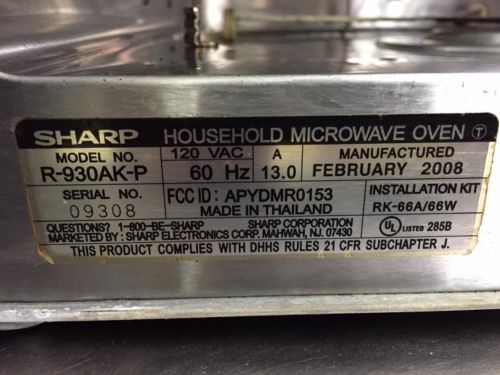 SHARP HOUSEHOLD MICROWAVE OVEN T
MODEL NO. 120 VAC A MANUFACTURED
R-930AK-P 60 Hz 13.0 FEBRUARY 2008
SERIAL NO. FCC ID: APYDMR0153 INSTALLATION KIT
09308 MADE IN THAILAND RK-66A/66W
QUESTIONS? 1-800-BE-SHARP SHARP CORPORATION
MARKETED BY: SHARP ELECTRONICS CORP. MAHWAH, NJ. 07430 UL LISTED 285B
THIS PRODUCT COMPLIES WITH DHHS RULES 21 CFR SUBCHAPTER J.